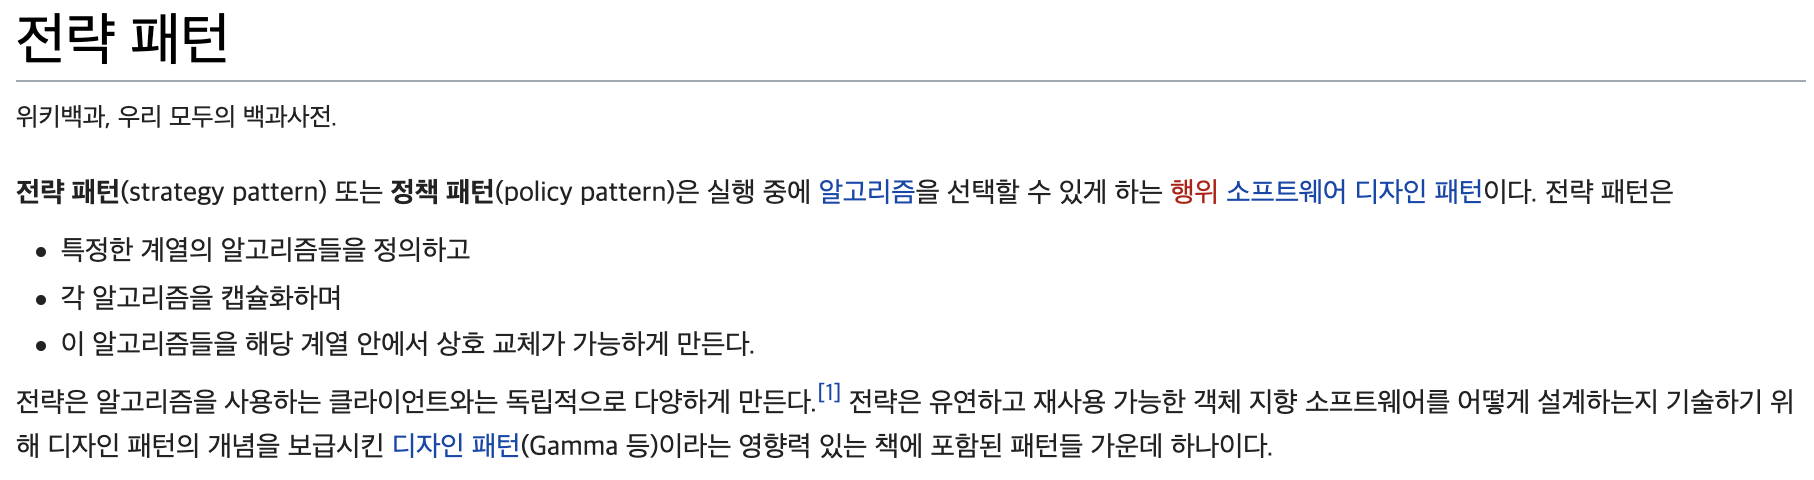 전략 패턴
위키백과, 우리 모두의 백과사전.
전략 패턴(strategy pattern) 또는 정책 패턴(policy pattern)은 실행 중에 알고리즘을 선택할 수 있게 하는 행위 소프트웨어 디자인 패턴이다. 전략 패턴은
• 특정한 계열의 알고리즘들을 정의하고
• 각 알고리즘을 캡슐화하며
• 이 알고리즘들을 해당 계열 안에서 상호 교체가 가능하게 만든다.
전략은 알고리즘을 사용하는 클라이언트와는 독립적으로 다양하게 만든다.[1] 전략은 유연하고 재사용 가능한 객체 지향 소프트웨어를 어떻게 설계하는지 기술하기 위
해 디자인 패턴의 개념을 보급시킨 디자인 패턴(Gamma 등)이라는 영향력 있는 책에 포함된 패턴들 가운데 하나이다.